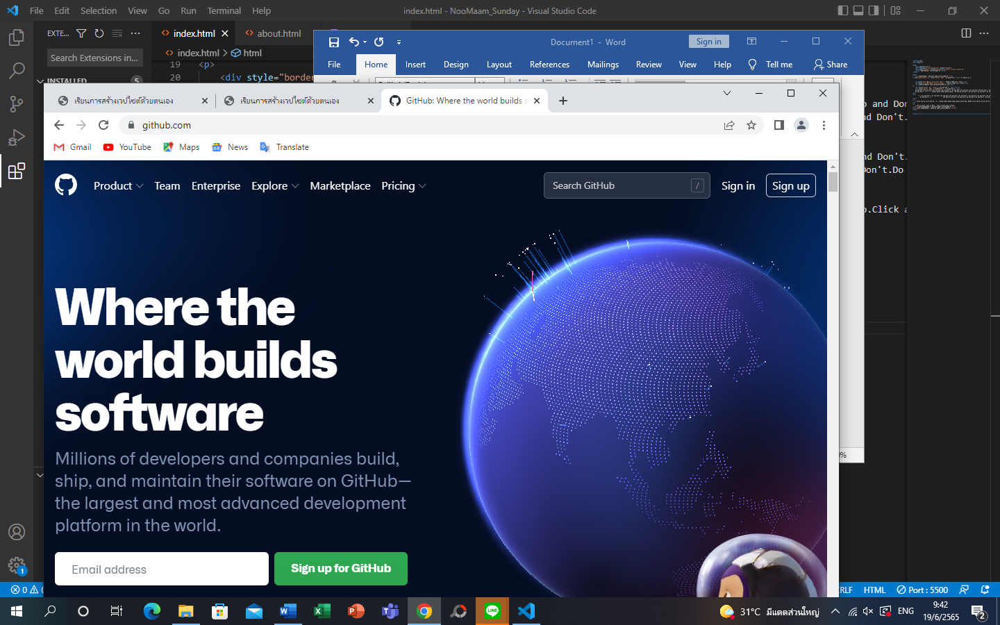 File Edit Selection View Go Run Terminal Help
index.html - NooMaam_Sunday - Visual Studio Code
EXTE...
index.html
about.html
Search Extensions in...
index.html > html
INSTALLED 5
19 <p>
20 <div style="border
Document1 - Word
Sign in
File Home Insert Design Layout References Mailings Review View Help Tell me Share
เรียนการสร้างเวปไซต์ด้วยตนเอง
เรียนการสร้างเวปไซต์ด้วยตนเอง
GitHub: Where the world builds
github.com
Gmail YouTube Maps News Translate
Product Team Enterprise Explore Marketplace Pricing
Search GitHub /
Sign in
Sign up
and Don't.
Don't.Do
.Click
Where the
world builds
software
Millions of developers and companies build,
ship, and maintain their software on GitHub—
the largest and most advanced development
platform in the world.
Email address
Sign up for GitHub
1
0
HTML Port : 5500
31°C มีแดดส่วนใหญ่
ENG
9:42
19/6/2565
2